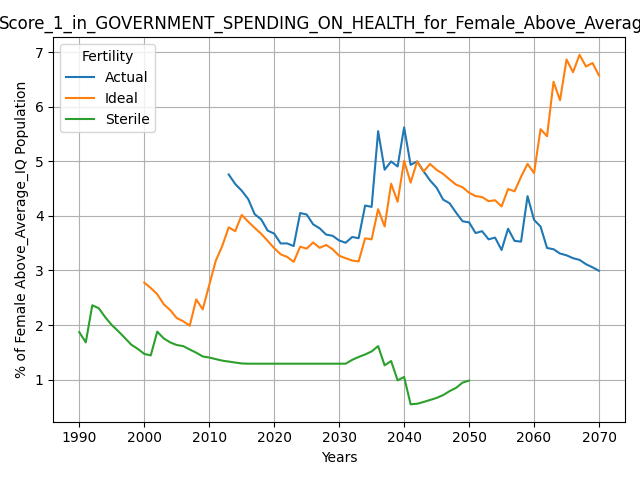 Score_1_in_GOVERNMENT_SPENDING_ON_HEALTH_for_Female_Above_Averag
Fertility
Actual
Ideal
Sterile
% of Female Above_Average_IQ Population
7
6
5
4
3
2
1
1990 2000 2010 2020 2030 2040 2050 2060 2070
Years